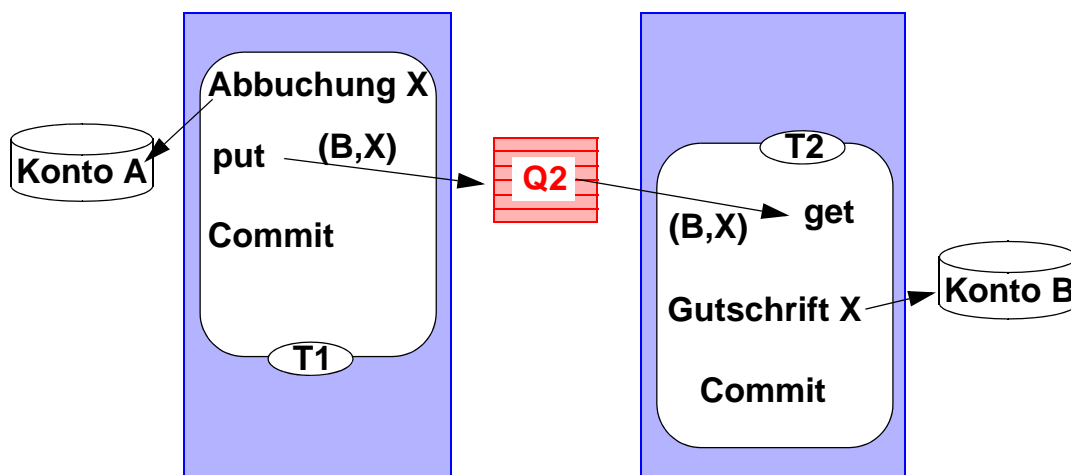 Abbuchung X
Konto A
put
(B,X)
Commit
T1
Q2
T2
(B,X)
get
Gutschrift X
Konto B
Commit